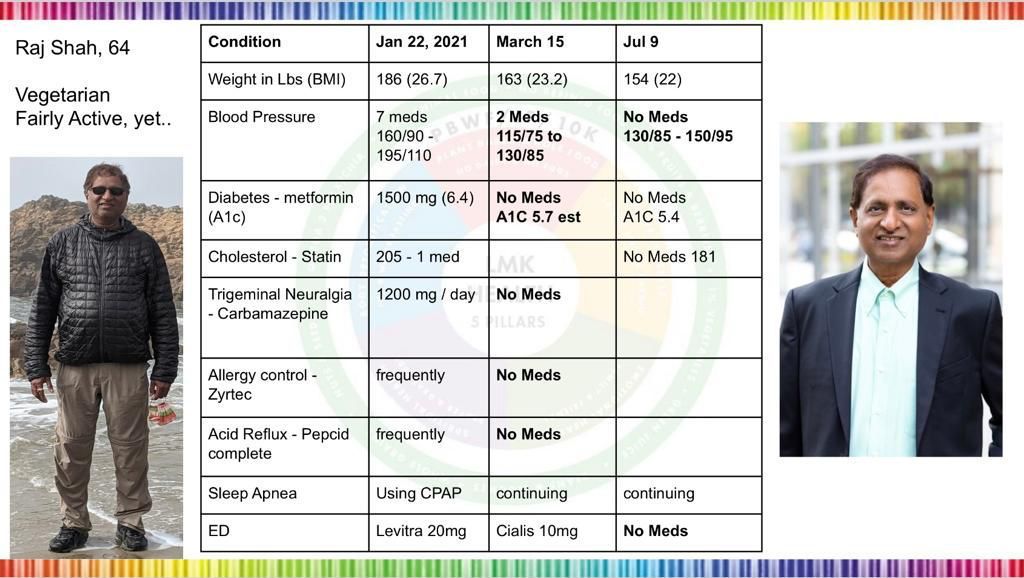 Raj Shah, 64
Vegetarian
Fairly Active, yet..
Condition Jan 22, 2021 March 15 Jul 9
Weight in Lbs (BMI) 186 (26.7) 163 (23.2) 154 (22)
Blood Pressure 7 meds 2 Meds No Meds
160/90 - 115/75 to 130/85 - 150/95
195/110 130/85
Diabetes - metformin 1500 mg (6.4) No Meds No Meds
(A1c) A1C 5.7 est A1C 5.4
Cholesterol - Statin 205 - 1 med No Meds 181
Trigeminal Neuralgia 1200 mg / day No Meds
- Carbamazepine
Allergy control - frequently No Meds
Zyrtec
Acid Reflux - Pepcid frequently No Meds
complete
Sleep Apnea Using CPAP continuing continuing
ED Levitra 20mg Cialis 10mg No Meds
LMK
HEALTH
5 PILLARS